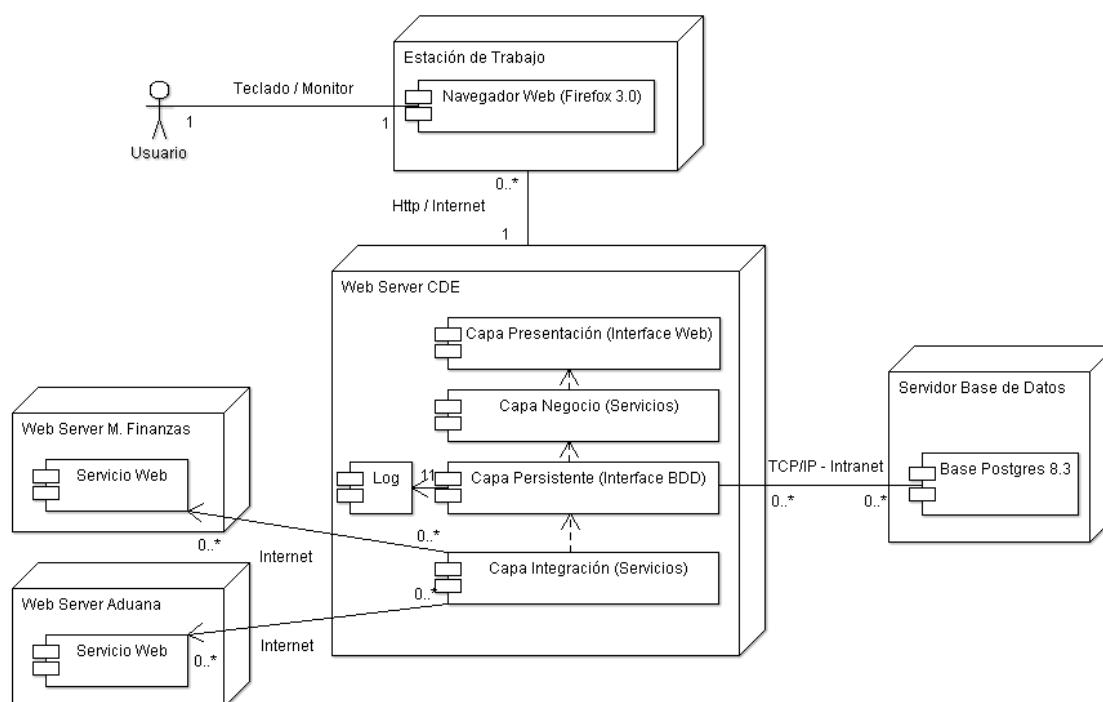 Estación de Trabajo
Navegador Web (Firefox 3.0)
Teclado / Monitor
1
1
Usuario
0..*
Http / Internet
1
Web Server CDE
Capa Presentación (Interface Web)
Capa Negocio (Servicios)
Log
11
Capa Persistente (Interface BDD)
Capa Integración (Servicios)
TCP/IP - Intranet
0..*
0..*
Servidor Base de Datos
Base Postgres 8.3
Web Server M. Finanzas
Servicio Web
0..*
Internet
0..*
Web Server Aduana
Servicio Web
0..*
Internet
0..*